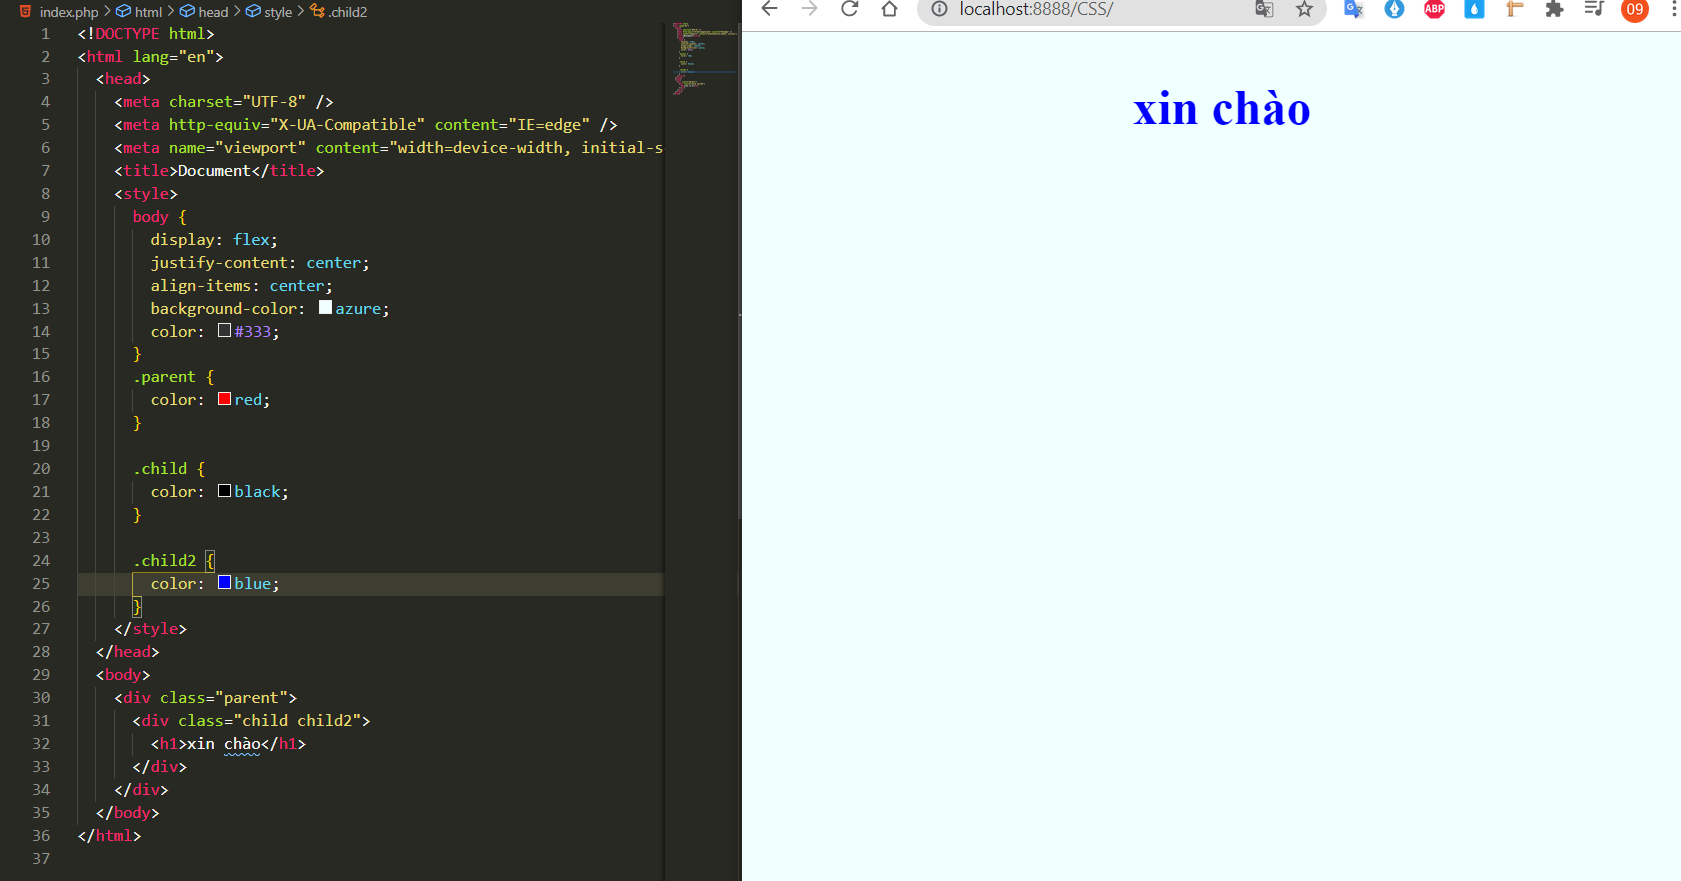 index.php > html > head > style > .child2
1 <!DOCTYPE html>
2 <html lang="en">
3 <head>
4 <meta charset="UTF-8" />
5 <meta http-equiv="X-UA-Compatible" content="IE=edge" />
6 <meta name="viewport" content="width=device-width, initial-s
7 <title>Document</title>
8 <style>
9 body {
10 display: flex;
11 justify-content: center;
12 align-items: center;
13 background-color: azure;
14 color: #333;
15 }
16 .parent {
17 color: red;
18 }
19
20 .child {
21 color: black;
22 }
23
24 .child2 {
25 color: blue;
26 }
27 </style>
28 </head>
29 <body>
30 <div class="parent">
31 <div class="child child2">
32 <h1>xin chào</h1>
33 </div>
34 </div>
35 </body>
36 </html>
37
localhost:8888/CSS/
ABP
09
xin chào